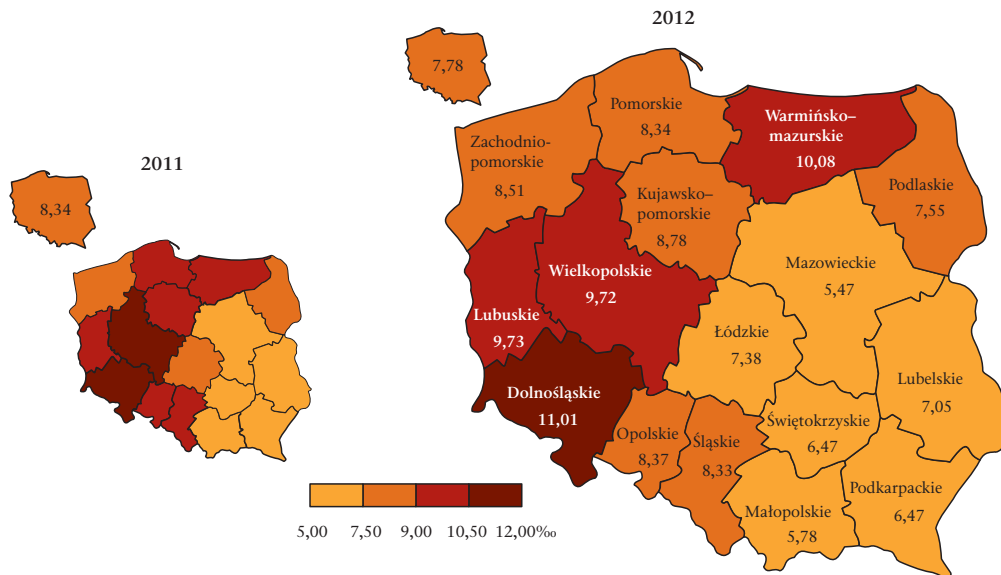 2011
8,34
2012
7,78
Pomorskie
8,34
Warmińsko–
mazurskie
10,08
Zachodnio-
pomorskie
8,51
Podlaskie
7,55
Kujawsko–
pomorskie
8,78
Mazowieckie
5,47
Wielkopolskie
9,72
Lubuskie
9,73
Łódzkie
7,38
Lubelskie
7,05
Dolnośląskie
11,01
Opolskie
8,37
Śląskie
8,33
Świętokrzyskie
6,47
Podkarpackie
6,47
Małopolskie
5,78
5,00 7,50 9,00 10,50 12,00‰